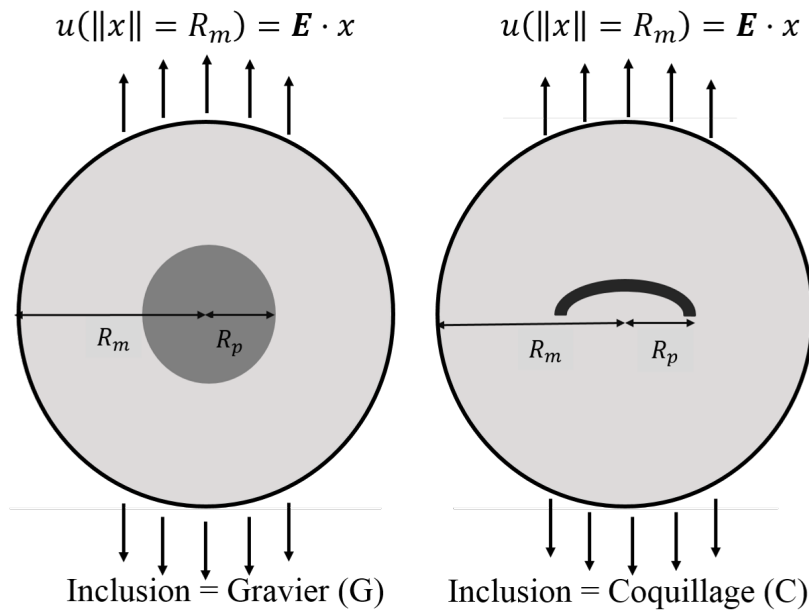 u(‖x‖ = R_m) = **E** · x
u(‖x‖ = R_m) = **E** · x
R_m
R_p
R_m
R_p
Inclusion = Gravier (G)
Inclusion = Coquillage (C)